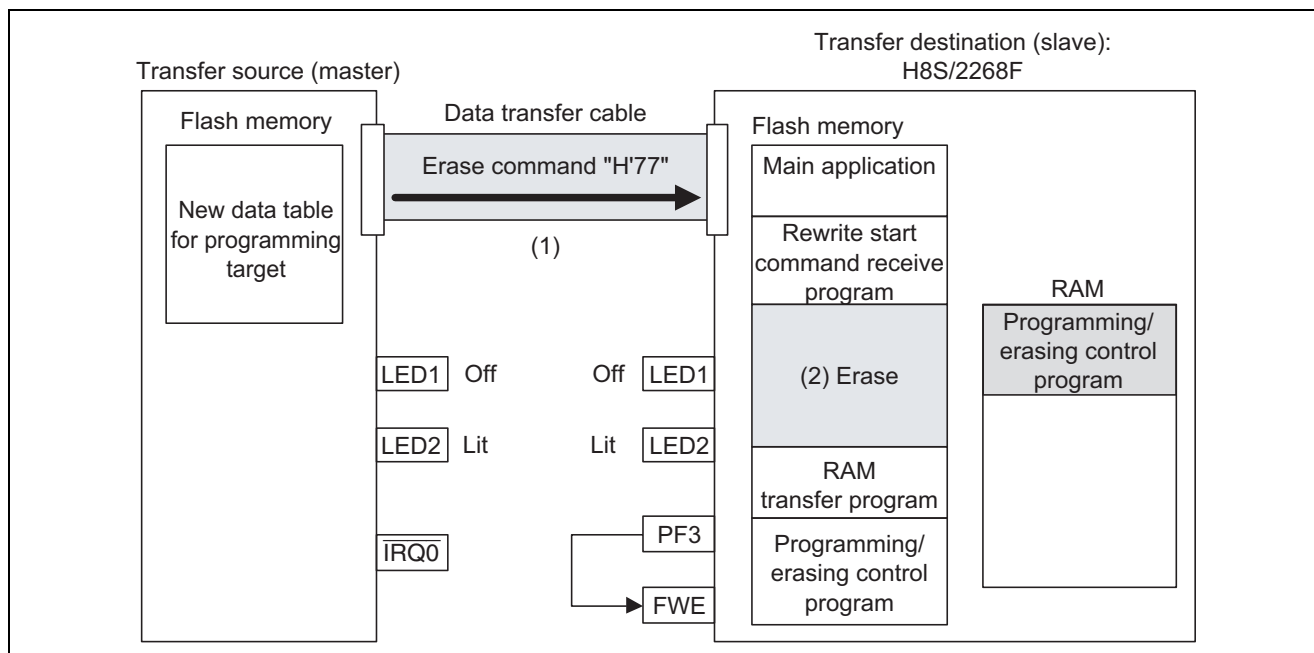 Transfer source (master)
Flash memory
New data table
for programming
target
Data transfer cable
Erase command "H'77"
(1)
LED1 Off
LED2 Lit
IRQ0
Transfer destination (slave):
H8S/2268F
Flash memory
Main application
Rewrite start
command receive
program
(2) Erase
RAM
transfer program
Programming/
erasing control
program
RAM
Programming/
erasing control
program
Off LED1
Lit LED2
PF3
FWE